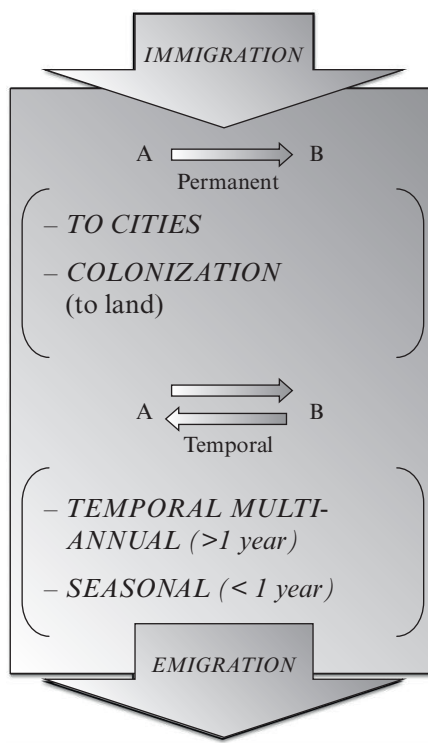 IMMIGRATION
A B
Permanent
– TO CITIES
– COLONIZATION
(to land)
A B
Temporal
– TEMPORAL MULTI-
ANNUAL (>1 year)
– SEASONAL (< 1 year)
EMIGRATION